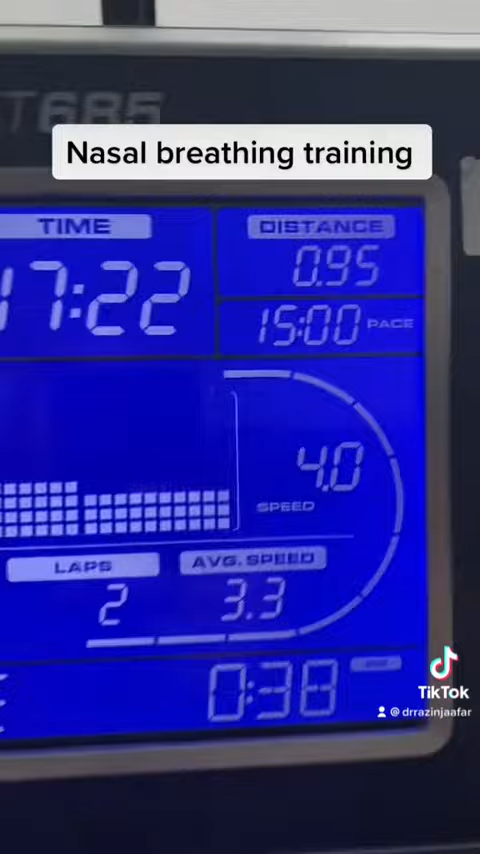 T685
Nasal breathing training
TIME
DISTANCE
17:22
0.95
15:00 PACE
4.0
SPEED
LAPS
AVG. SPEED
2
3.3
0:38
TikTok
@ drrazinjaafar